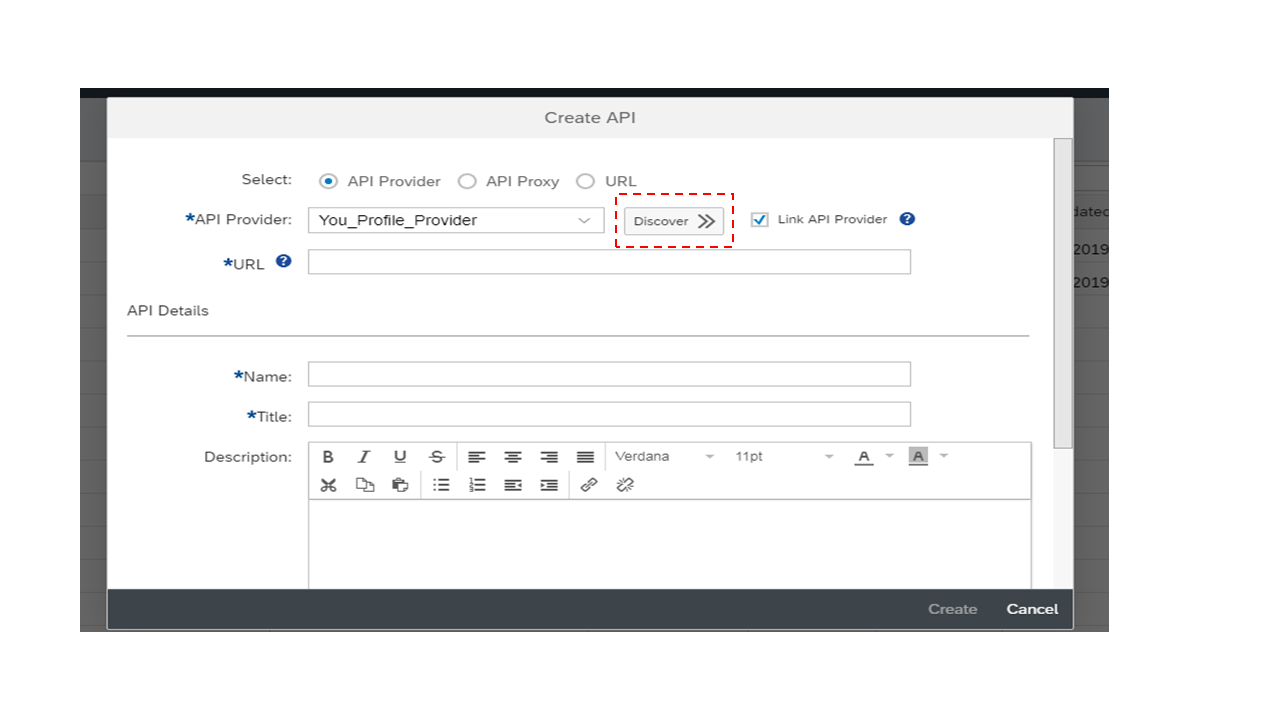 Create API
Select: API Provider API Proxy URL
*API Provider: You_Profile_Provider Discover Link API Provider ?
*URL ?
API Details
*Name:
*Title:
Description: B I U S Verdana 11pt A A
2019
2019
Create Cancel